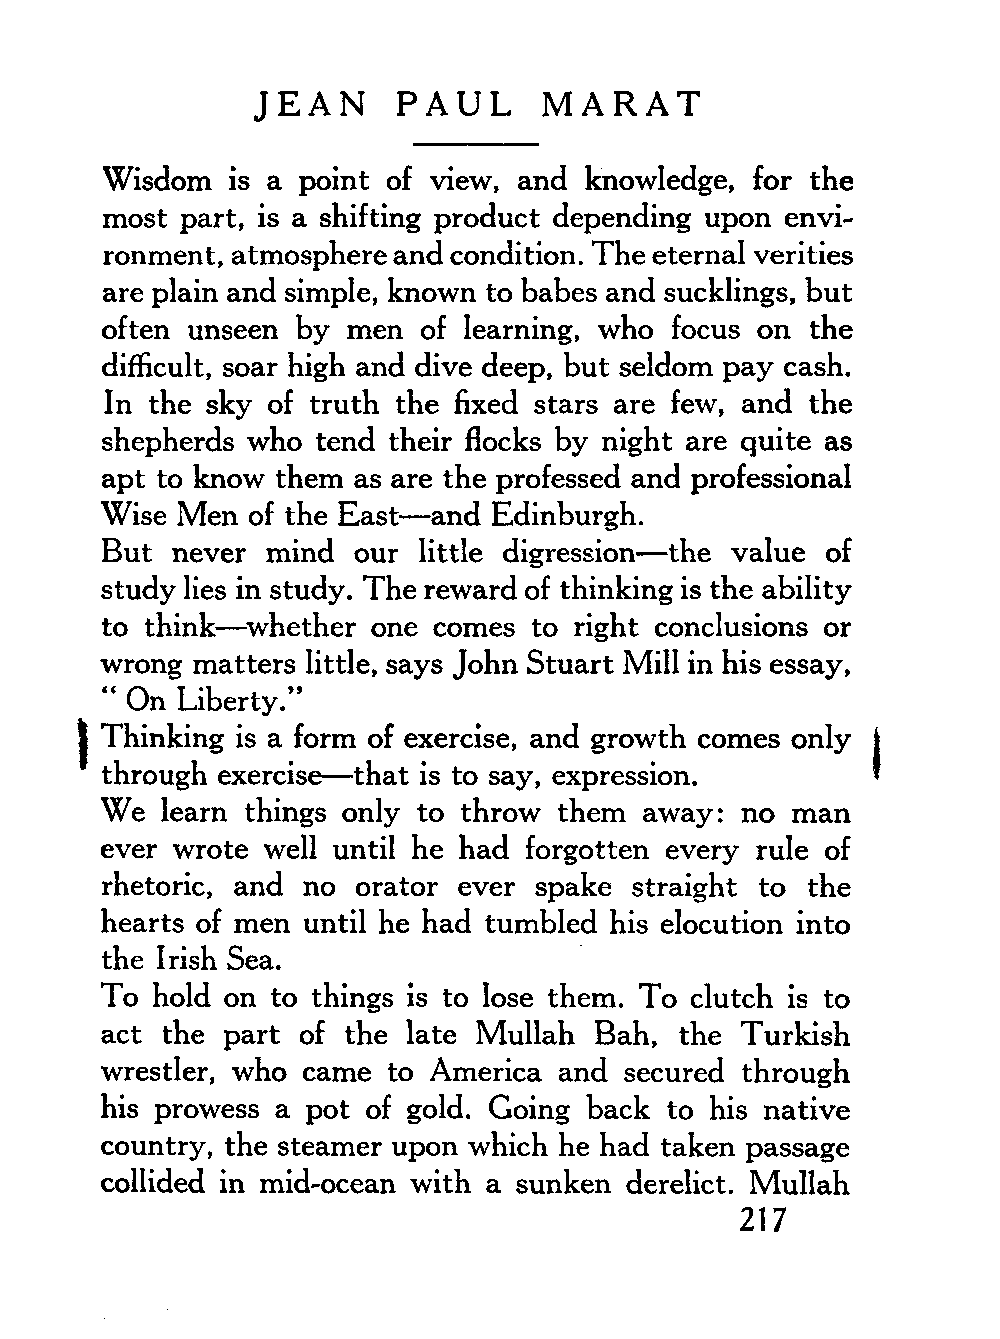 JEAN PAUL MARAT
Wisdom is a point of view, and knowledge, for the
most part, is a shifting product depending upon envi-
ronment, atmosphere and condition. The eternal verities
are plain and simple, known to babes and sucklings, but
often unseen by men of learning, who focus on the
difficult, soar high and dive deep, but seldom pay cash.
In the sky of truth the fixed stars are few, and the
shepherds who tend their flocks by night are quite as
apt to know them as are the professed and professional
Wise Men of the East—and Edinburgh.
But never mind our little digression—the value of
study lies in study. The reward of thinking is the ability
to think—whether one comes to right conclusions or
wrong matters little, says John Stuart Mill in his essay,
“ On Liberty.”
Thinking is a form of exercise, and growth comes only
through exercise—that is to say, expression.
We learn things only to throw them away: no man
ever wrote well until he had forgotten every rule of
rhetoric, and no orator ever spake straight to the
hearts of men until he had tumbled his elocution into
the Irish Sea.
To hold on to things is to lose them. To clutch is to
act the part of the late Mullah Bah, the Turkish
wrestler, who came to America and secured through
his prowess a pot of gold. Going back to his native
country, the steamer upon which he had taken passage
collided in mid-ocean with a sunken derelict. Mullah
217